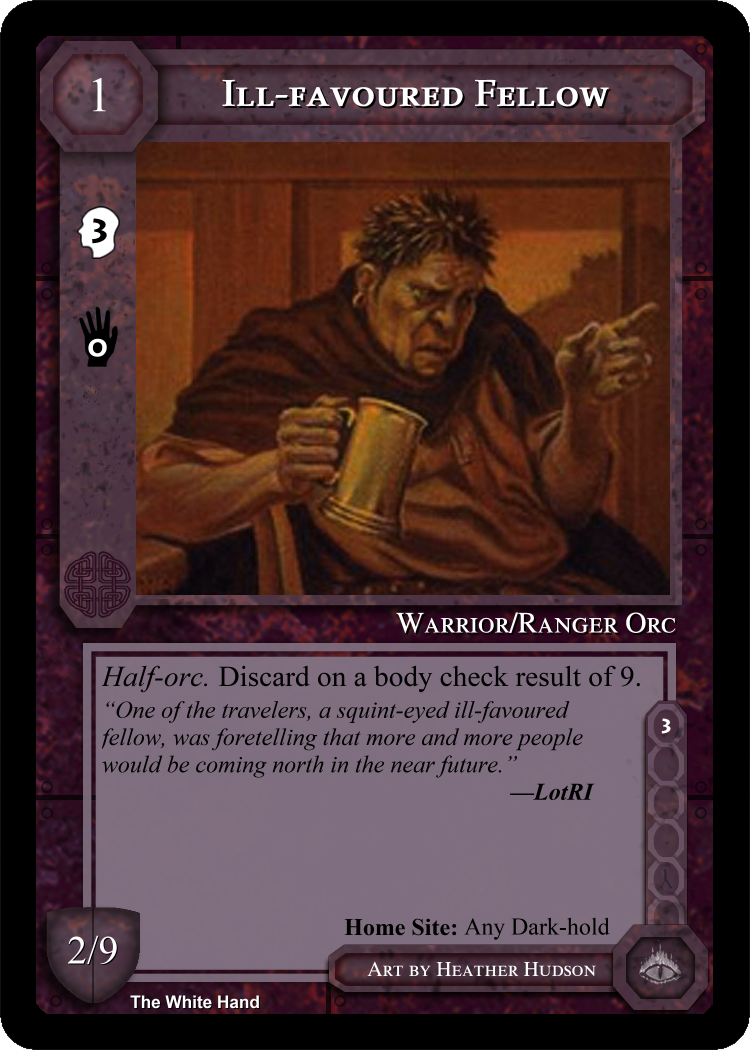 1
Ill-favoured Fellow
3
0
Warrior/Ranger Orc
Half-orc. Discard on a body check result of 9.
“One of the travelers, a squint-eyed ill-favoured
fellow, was foretelling that more and more people
would be coming north in the near future.”
—LotRI
3
Home Site: Any Dark-hold
2/9
Art by Heather Hudson
The White Hand